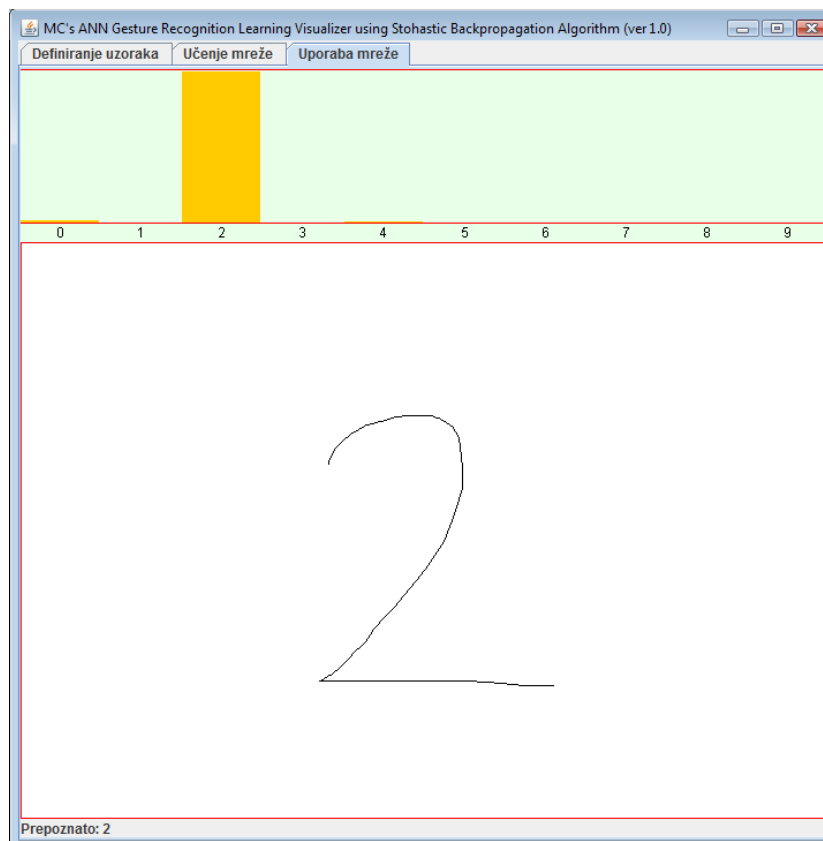 MC's ANN Gesture Recognition Learning Visualizer using Stohastic Backpropagation Algorithm (ver 1.0)
Definiranje uzoraka Učenje mreže Uporaba mreže
0 1 2 3 4 5 6 7 8 9
2
Prepoznato: 2